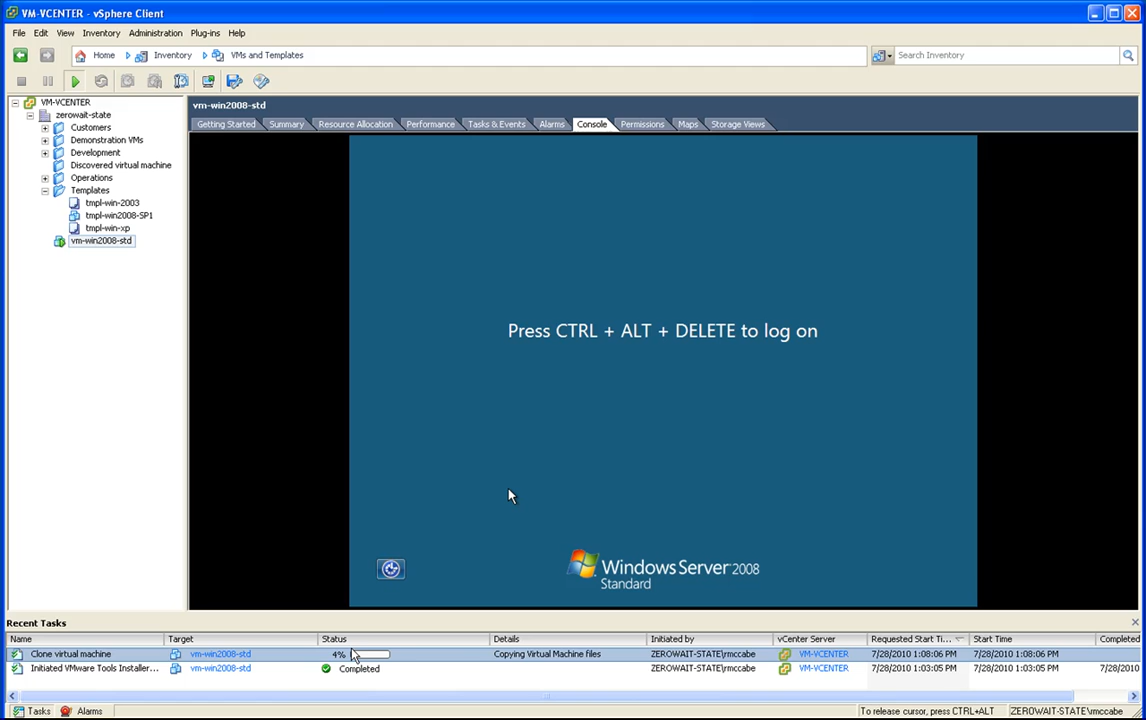 VM-VCENTER - vSphere Client
File Edit View Inventory Administration Plug-ins Help
Home Inventory VMs and Templates Search Inventory
VM-VCENTER
zerowait-state
Customers
Demonstration VMs
Development
Discovered virtual machine
Operations
Templates
tmpl-win-2003
tmpl-win2008-SP1
tmpl-win-xp
vm-win2008-std
vm-win2008-std
Getting Started Summary Resource Allocation Performance Tasks & Events Alarms Console Permissions Maps Storage Views
Press CTRL + ALT + DELETE to log on
Windows Server 2008
Standard
Recent Tasks
Name Target Status Details Initiated by vCenter Server Requested Start Ti... Start Time Completed
Clone virtual machine vm-win2008-std 4% Copying Virtual Machine files ZEROWAIT-STATE\rmccabe VM-VCENTER 7/28/2010 1:08:06 PM 7/28/2010 1:08:06 PM
Initiated VMware Tools Installer... vm-win2008-std Completed ZEROWAIT-STATE\rmccabe VM-VCENTER 7/28/2010 1:03:05 PM 7/28/2010 1:03:05 PM 7/28/2010
Tasks Alarms To release cursor, press CTRL+ALT ZEROWAIT-STATE\rmccabe